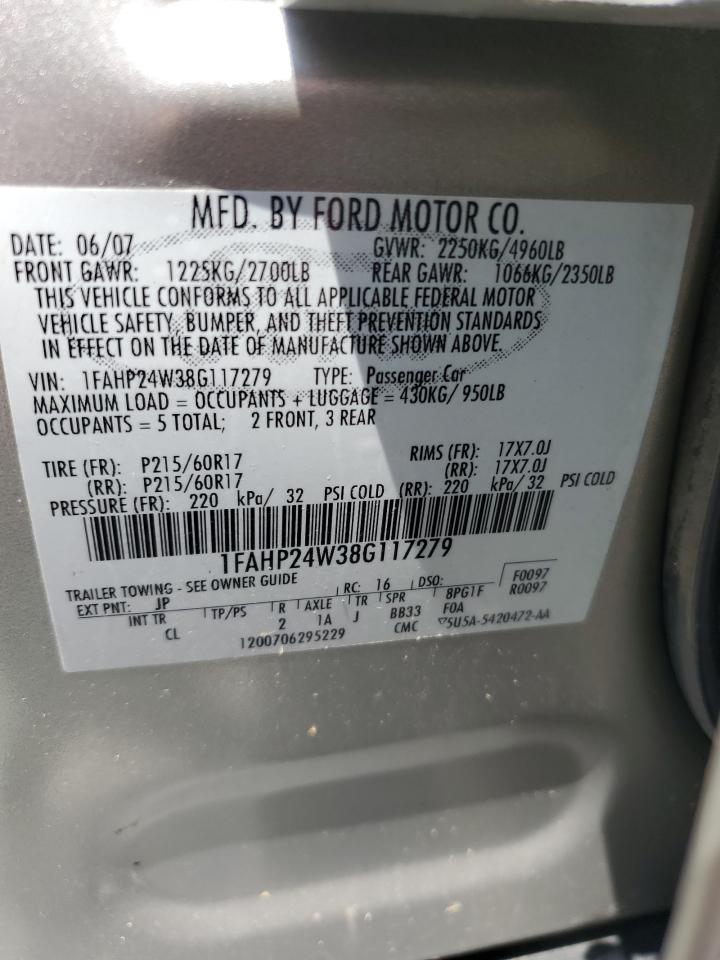 MFD. BY FORD MOTOR CO.
DATE: 06/07 GVWR: 2250KG/4960LB
FRONT GAWR: 1225KG/2700LB REAR GAWR: 1066KG/2350LB
THIS VEHICLE CONFORMS TO ALL APPLICABLE FEDERAL MOTOR
VEHICLE SAFETY, BUMPER, AND THEFT PREVENTION STANDARDS
IN EFFECT ON THE DATE OF MANUFACTURE SHOWN ABOVE.
VIN: 1FAHP24W38G117279 TYPE: Passenger Car
MAXIMUM LOAD = OCCUPANTS + LUGGAGE = 430KG/ 950LB
OCCUPANTS = 5 TOTAL; 2 FRONT, 3 REAR
TIRE (FR): P215/60R17 RIMS (FR): 17X7.0J
(RR): P215/60R17 (RR): 17X7.0J
PRESSURE (FR): 220 kPa/ 32 PSI COLD (RR): 220 kPa/ 32 PSI COLD
1FAHP24W38G117279
TRAILER TOWING - SEE OWNER GUIDE
EXT PNT: JP RC: 16 DSO: F0097
INT TR TP/PS R AXLE TR SPR 8PG1F R0097
CL 2 1A J BB33 F0A
1200706295229 CMC 5U5A-5420472-AA